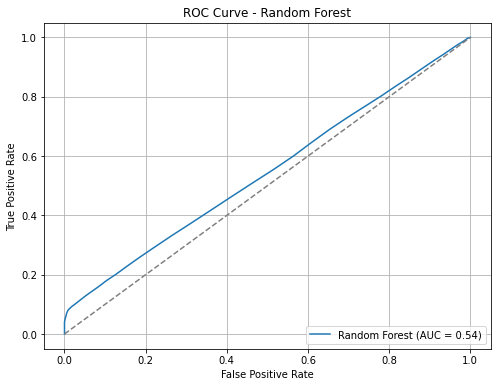 ROC Curve - Random Forest
True Positive Rate
1.0
0.8
0.6
0.4
0.2
0.0
Random Forest (AUC = 0.54)
0.0 0.2 0.4 0.6 0.8 1.0
False Positive Rate